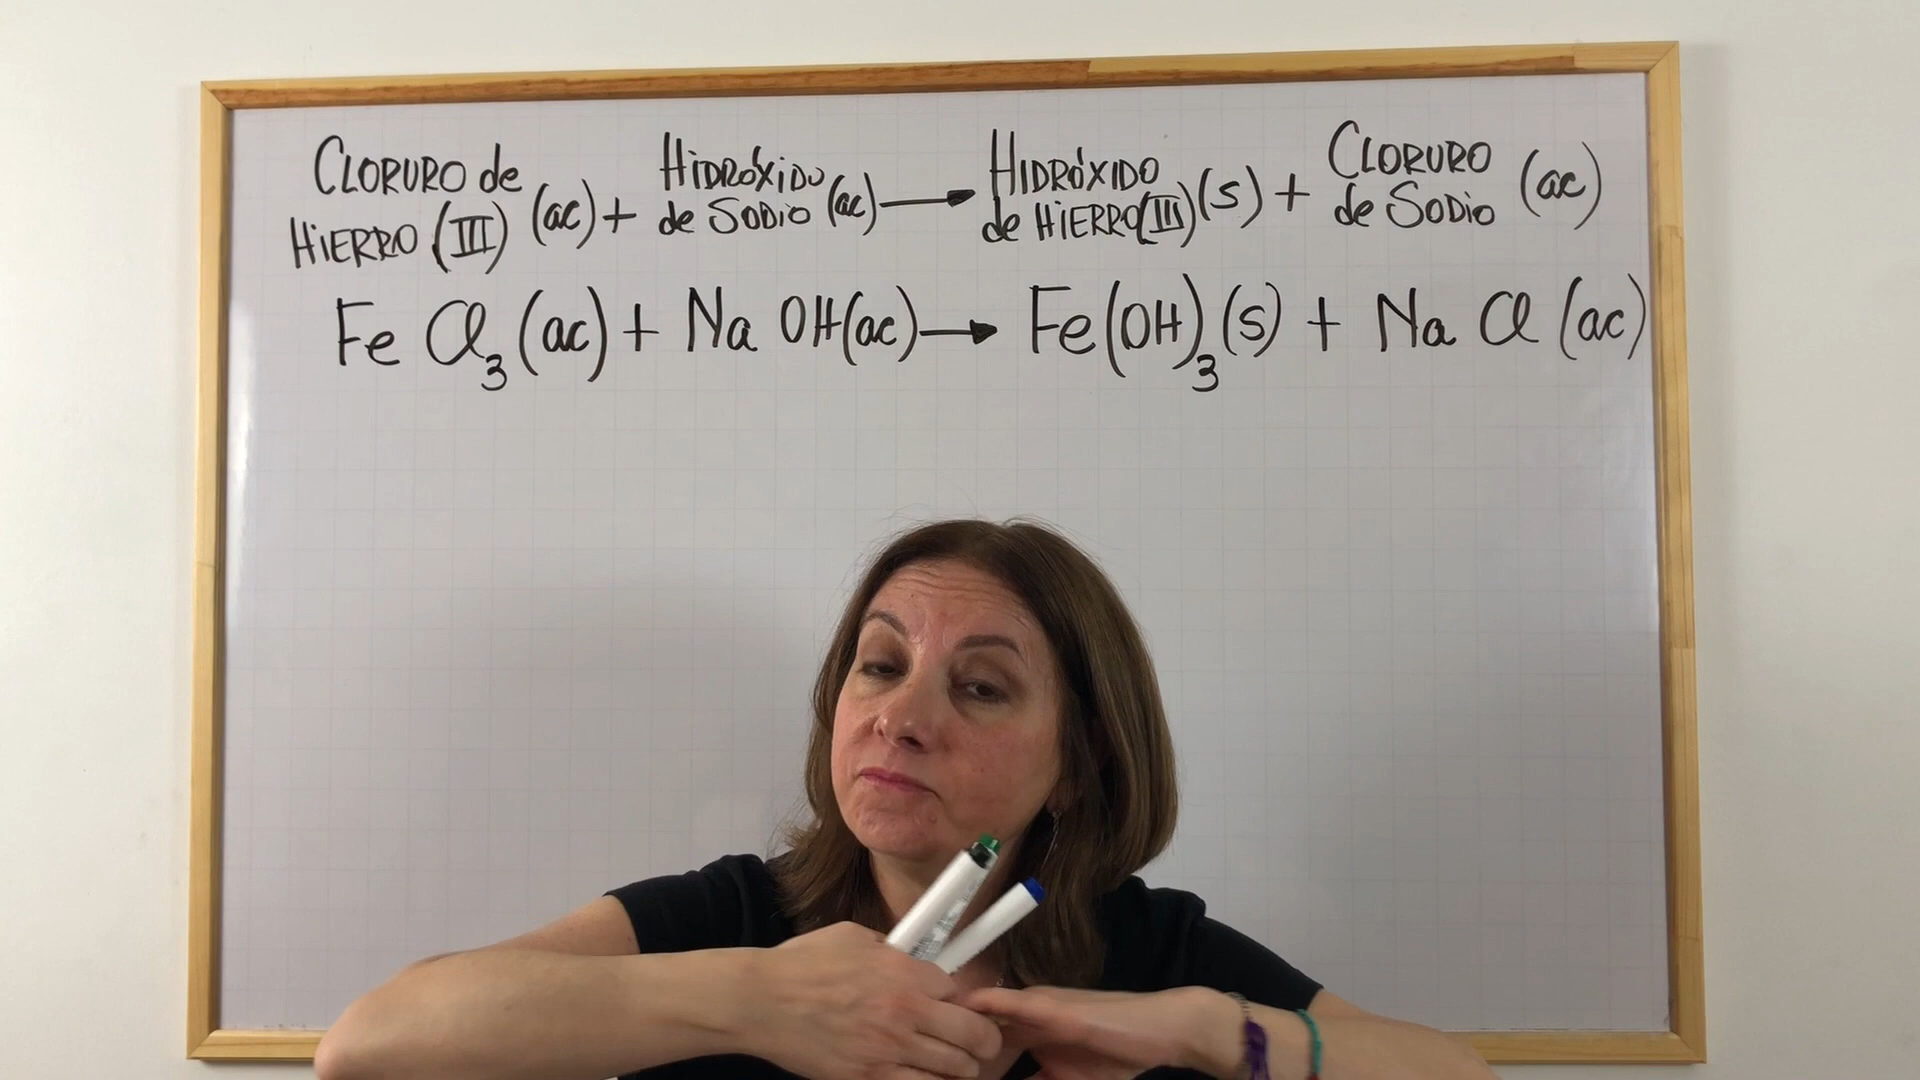 CLORURO de HIERRO (III) (ac) + HIDRÓXIDO de SODIO (ac) → HIDRÓXIDO de HIERRO (III) (s) + CLORURO de SODIO (ac)
Fe Cl₃ (ac) + Na OH (ac) → Fe(OH)₃ (s) + Na Cl (ac)